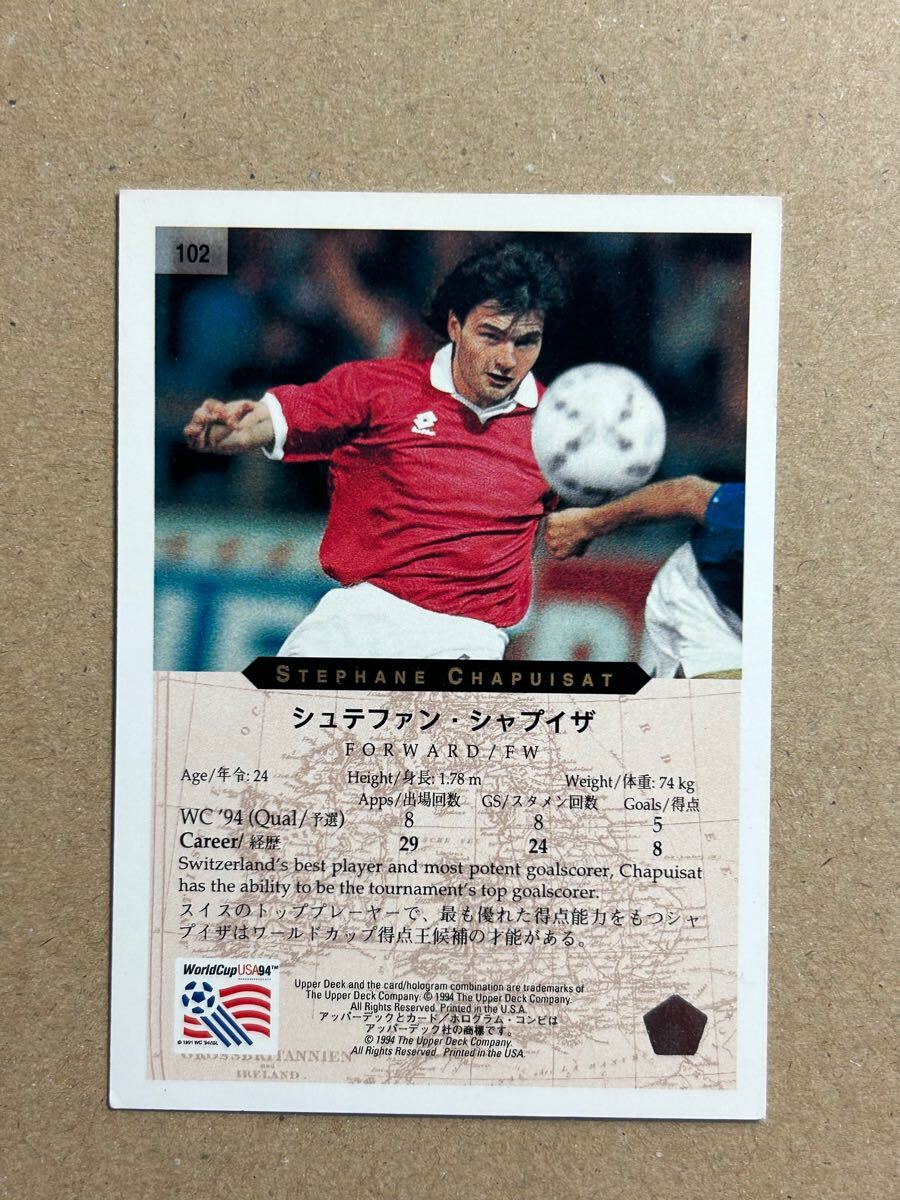 102
STEPHANE CHAPUISAT
シュテファン・シャプイザ
FORWARD/FW
Age/年令: 24 Height/身長: 1.78 m Weight/体重: 74 kg
Apps/出場回数 GS/スタメン回数 Goals/得点
WC '94 (Qual/予選) 8 8 5
Career/経歴 29 24 8
Switzerland's best player and most potent goalscorer, Chapuisat
has the ability to be the tournament's top goalscorer.
スイスのトッププレーヤーで、最も優れた得点能力をもつシャ
プイザはワールドカップ得点王候補の才能がある。
WorldCupUSA94™
Upper Deck and the card/hologram combination are trademarks of
The Upper Deck Company. © 1994 The Upper Deck Company.
All Rights Reserved. Printed in the U.S.A.
アッパーデックとカード／ホログラム・コンビは
アッパーデック社の商標です。
© 1994 The Upper Deck Company.
All Rights Reserved. Printed in the USA.
GROSSBRITANNIEN
and
IRELAND.